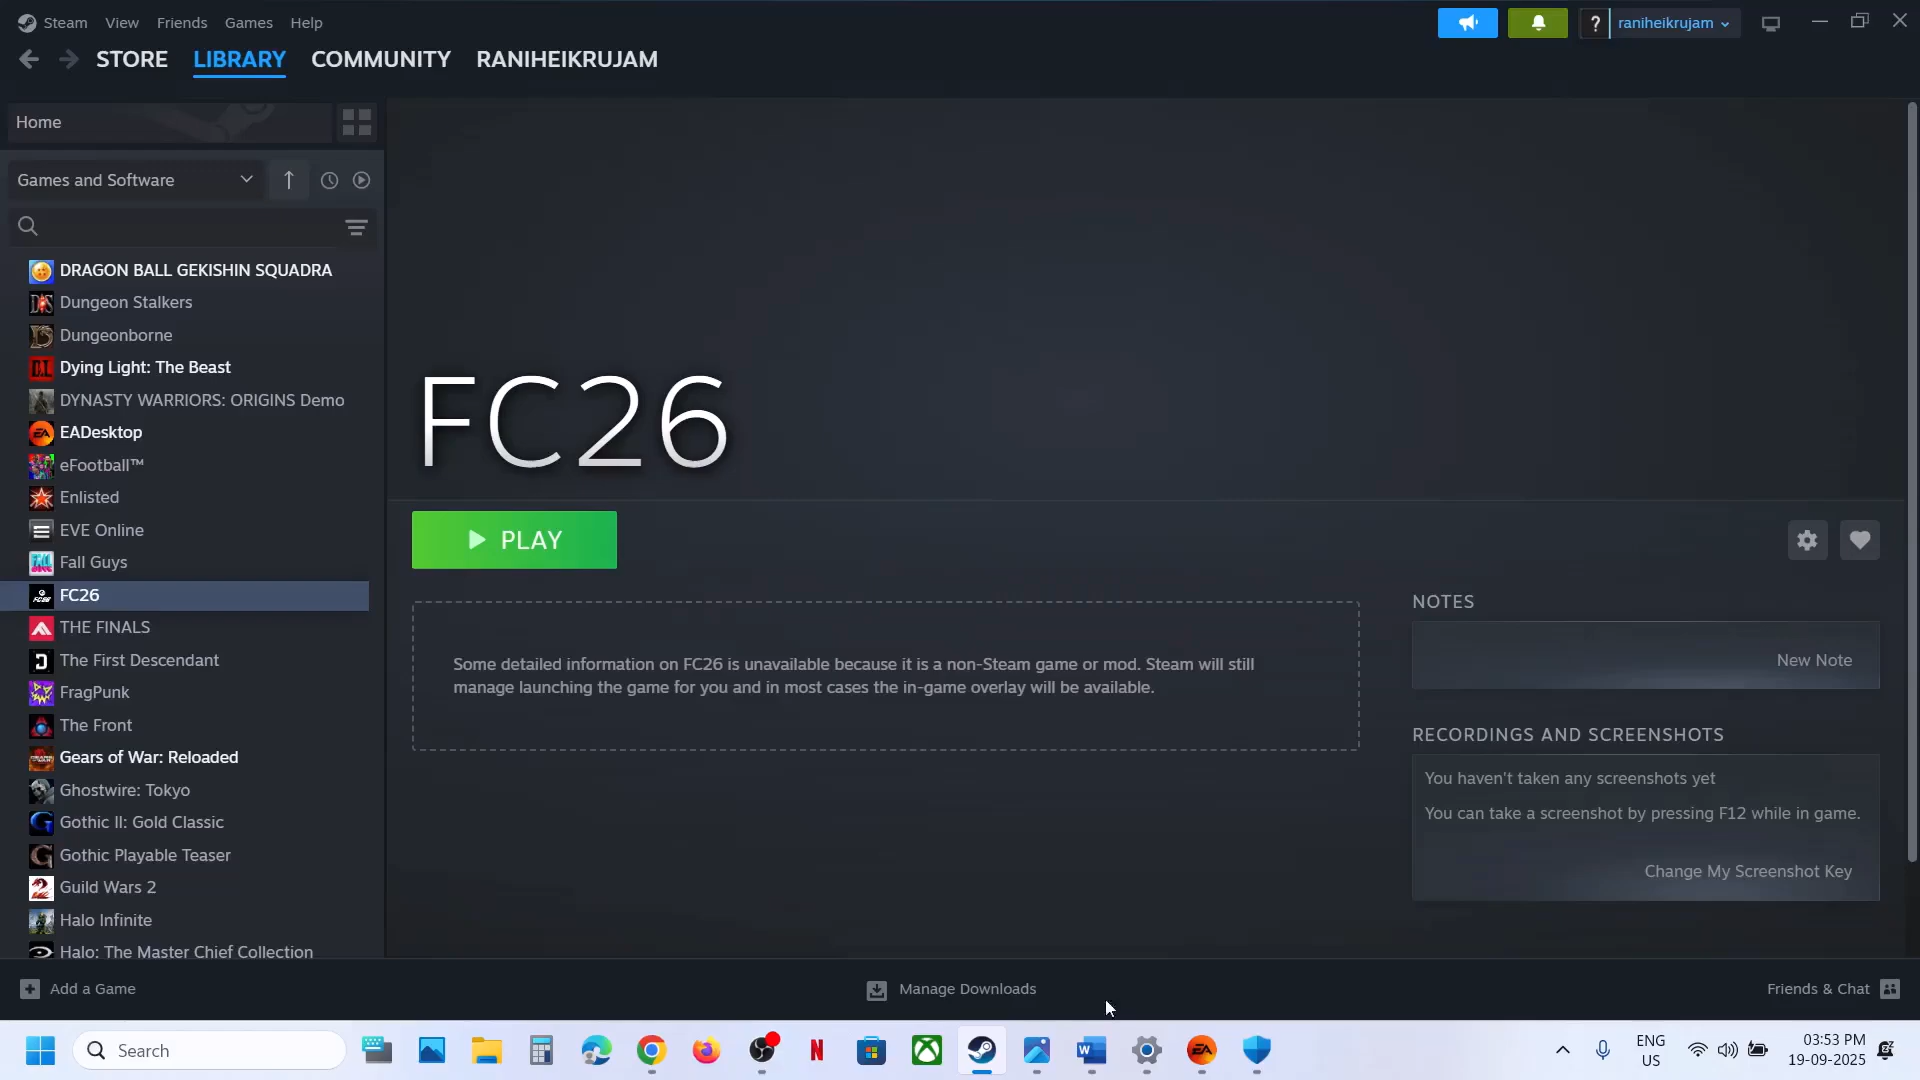 Steam View Friends Games Help
? raniheikrujam
STORE LIBRARY COMMUNITY RANIHEIKRUJAM
Home
Games and Software
DRAGON BALL GEKISHIN SQUADRA
Dungeon Stalkers
Dungeonborne
Dying Light: The Beast
DYNASTY WARRIORS: ORIGINS Demo
EADesktop
eFootball™
Enlisted
EVE Online
Fall Guys
FC26
THE FINALS
The First Descendant
FragPunk
The Front
Gears of War: Reloaded
Ghostwire: Tokyo
Gothic II: Gold Classic
Gothic Playable Teaser
Guild Wars 2
Halo Infinite
Halo: The Master Chief Collection
FC26
PLAY
Some detailed information on FC26 is unavailable because it is a non-Steam game or mod. Steam will still
manage launching the game for you and in most cases the in-game overlay will be available.
NOTES
New Note
RECORDINGS AND SCREENSHOTS
You haven't taken any screenshots yet
You can take a screenshot by pressing F12 while in game.
Change My Screenshot Key
Add a Game
Manage Downloads
Friends & Chat
Search
ENG
US
03:53 PM
19-09-2025